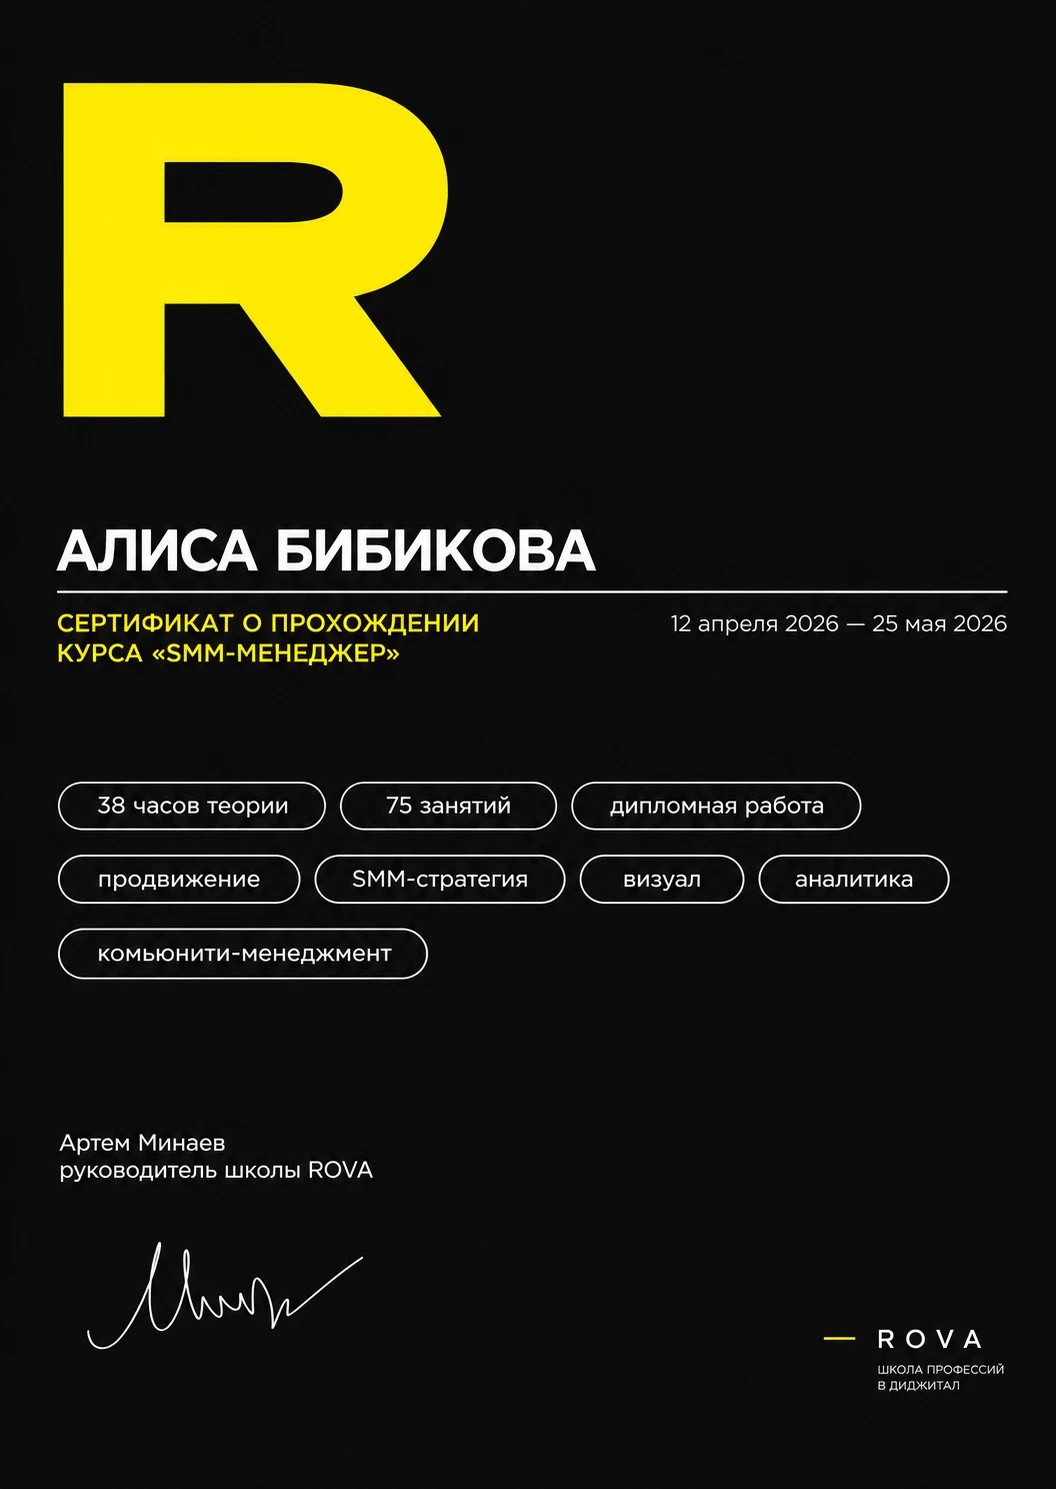 R
АЛИСА БИБИКОВА
СЕРТИФИКАТ О ПРОХОЖДЕНИИ
КУРСА «SMM-МЕНЕДЖЕР»
12 апреля 2026 — 25 мая 2026
38 часов теории
75 занятий
дипломная работа
продвижение
SMM-стратегия
визуал
аналитика
комьюнити-менеджмент
Артем Минаев
руководитель школы ROVA
ROVA
ШКОЛА ПРОФЕССИЙ
В ДИДЖИТАЛ